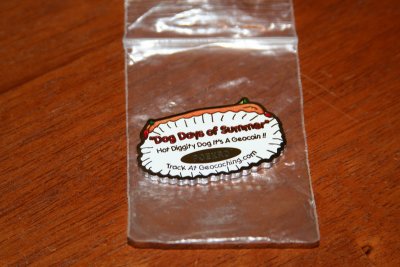 "Dog Days of Summer"
Hot Diggity Dog It's A Geocoin !!
Track At Geocaching.com